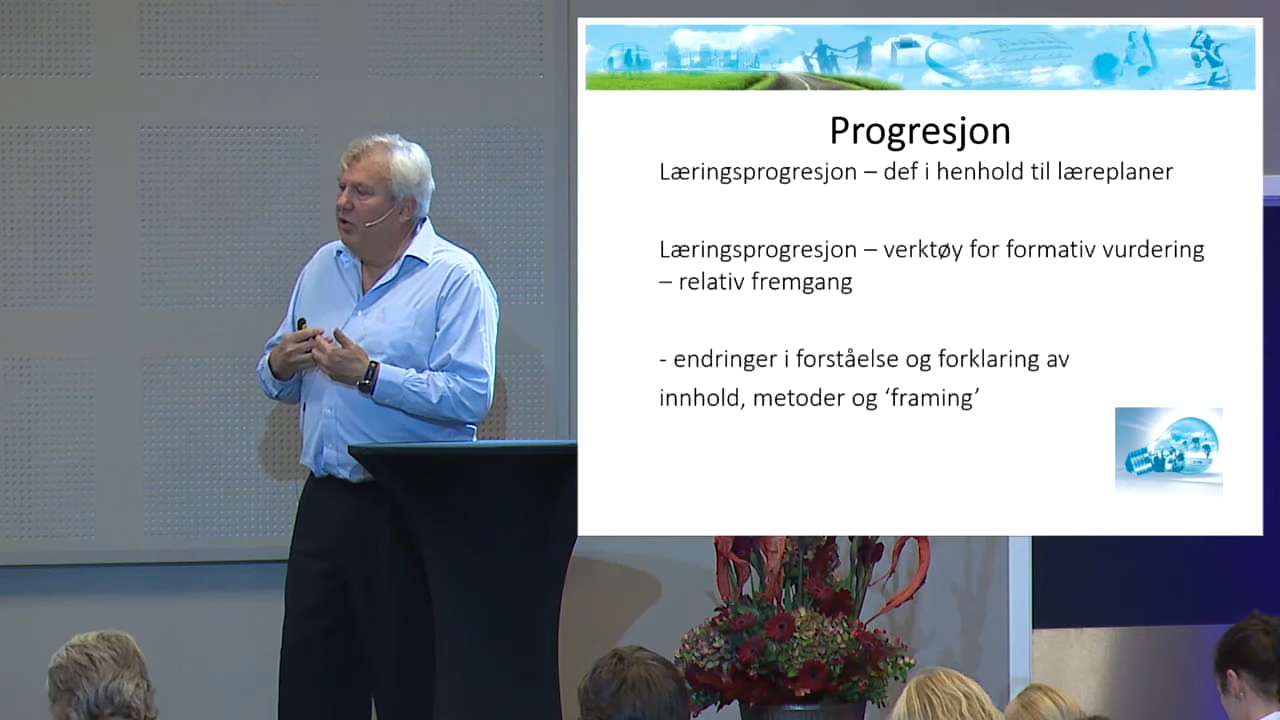 Progresjon
Læringsprogresjon – def i henhold til læreplaner
Læringsprogresjon – verktøy for formativ vurdering
– relativ fremgang
- endringer i forståelse og forklaring av
innhold, metoder og ‘framing’